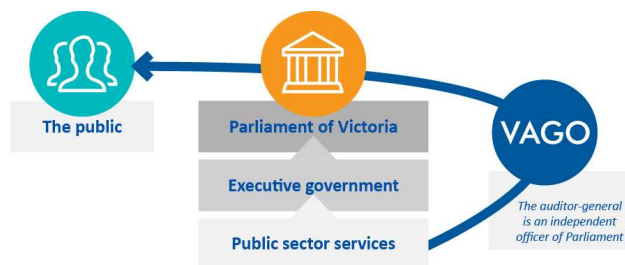 The public
Parliament of Victoria
Executive government
Public sector services
VAGO
The auditor-general
is an independent
officer of Parliament